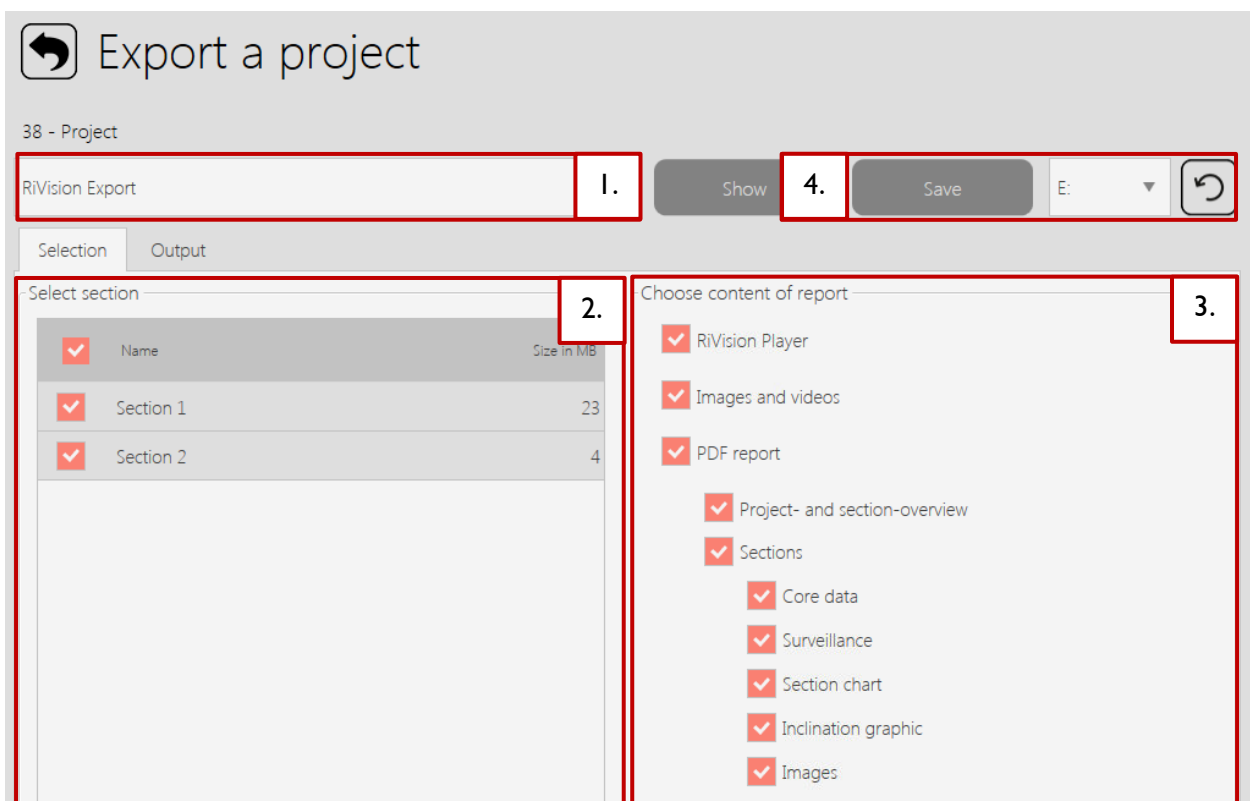 Export a project
38 - Project
RiVision Export
1.
Show
4.
Save
E:
Selection
Output
Select section
2.
Name
Size in MB
Section 1
23
Section 2
4
Choose content of report
3.
RiVision Player
Images and videos
PDF report
Project- and section-overview
Sections
Core data
Surveillance
Section chart
Inclination graphic
Images